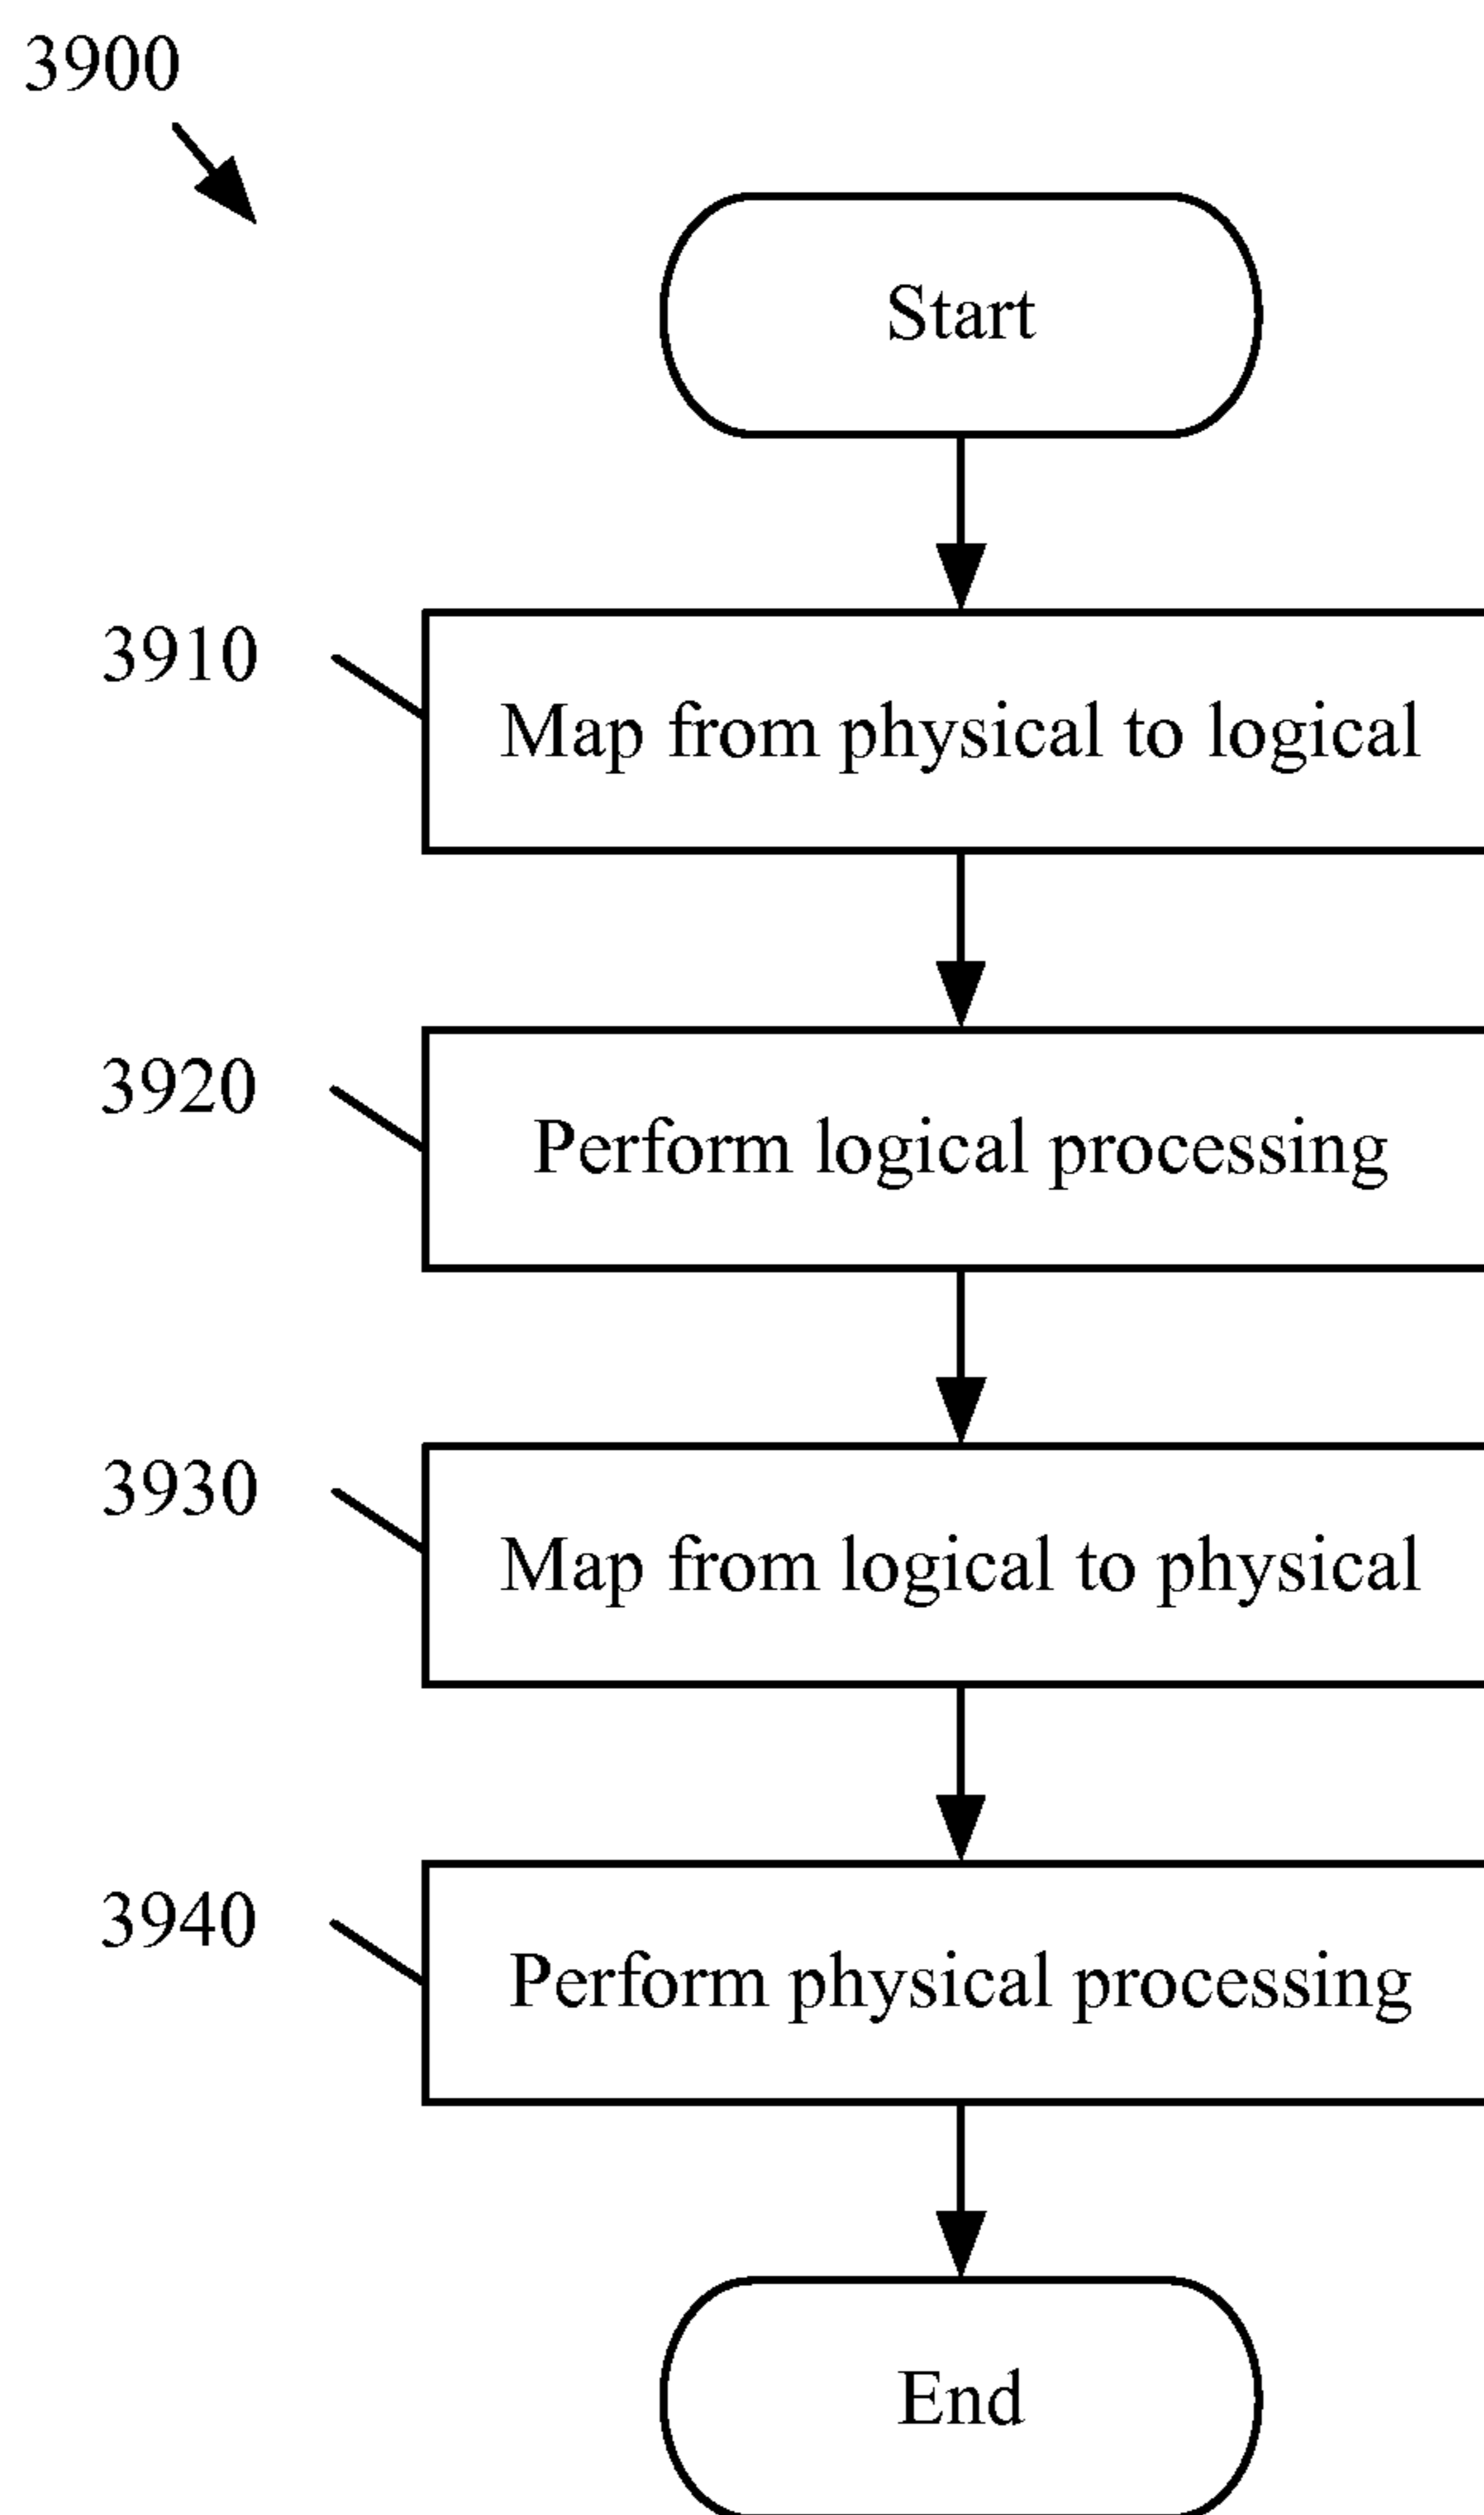 3900
Start
3910
Map from physical to logical
3920
Perform logical processing
3930
Map from logical to physical
3940
Perform physical processing
End